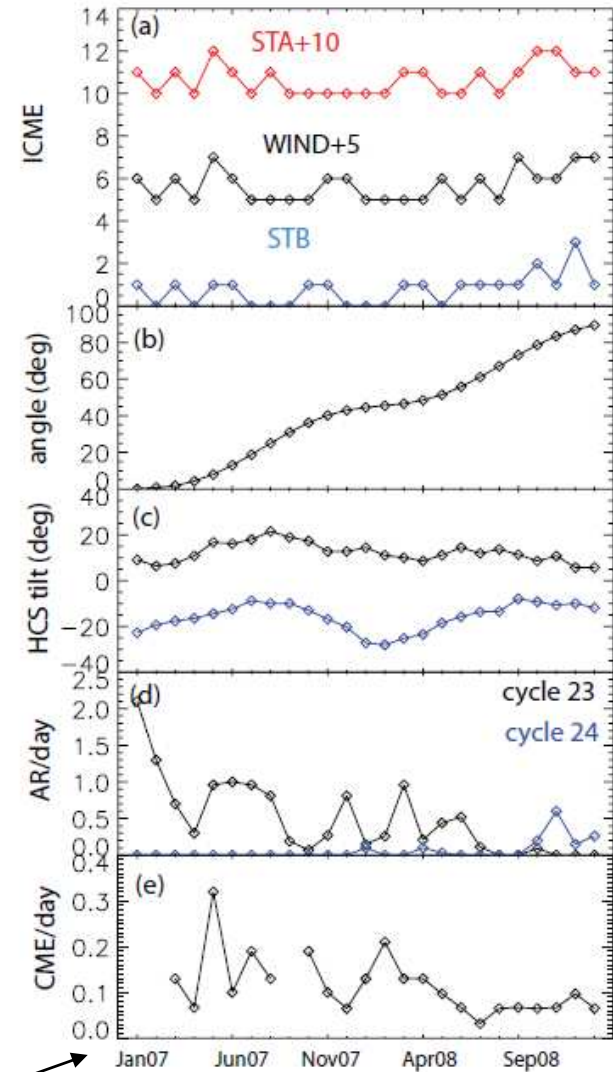 (a)
STA+10
WIND+5
STB
ICME
14
12
10
8
6
4
2
0
(b)
angle (deg)
100
80
60
40
20
0
(c)
HCS tilt (deg)
40
20
0
−20
−40
(d)
cycle 23
cycle 24
AR/day
2.5
2.0
1.5
1.0
0.5
0.0
(e)
CME/day
0.4
0.3
0.2
0.1
0.0
Jan07 Jun07 Nov07 Apr08 Sep08